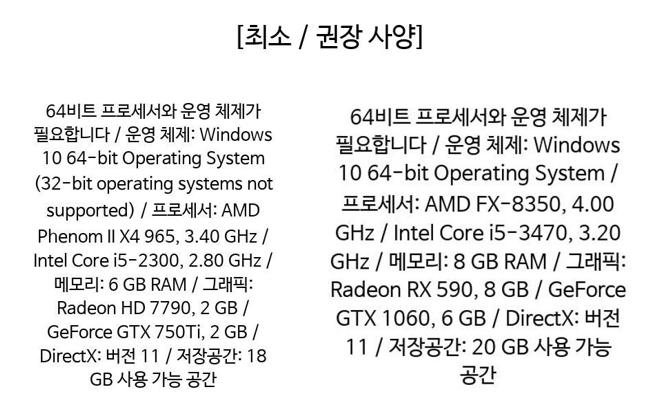 [최소 / 권장 사양]
64비트 프로세서와 운영 체제가
필요합니다 / 운영 체제: Windows
10 64-bit Operating System
(32-bit operating systems not
supported) / 프로세서: AMD
Phenom II X4 965, 3.40 GHz /
Intel Core i5-2300, 2.80 GHz /
메모리: 6 GB RAM / 그래픽:
Radeon HD 7790, 2 GB /
GeForce GTX 750Ti, 2 GB /
DirectX: 버전 11 / 저장공간: 18
GB 사용 가능 공간
64비트 프로세서와 운영 체제가
필요합니다 / 운영 체제: Windows
10 64-bit Operating System /
프로세서: AMD FX-8350, 4.00
GHz / Intel Core i5-3470, 3.20
GHz / 메모리: 8 GB RAM / 그래픽:
Radeon RX 590, 8 GB / GeForce
GTX 1060, 6 GB / DirectX: 버전
11 / 저장공간: 20 GB 사용 가능
공간